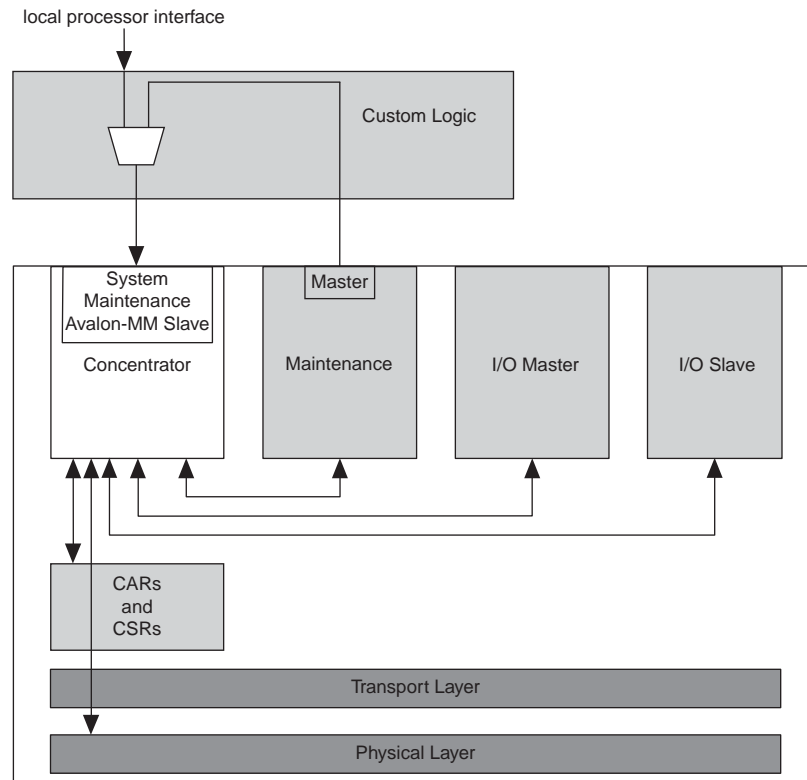 local processor interface
Custom Logic
System
Maintenance
Avalon-MM Slave
Concentrator
Master
Maintenance
I/O Master
I/O Slave
CARs
and
CSRs
Transport Layer
Physical Layer